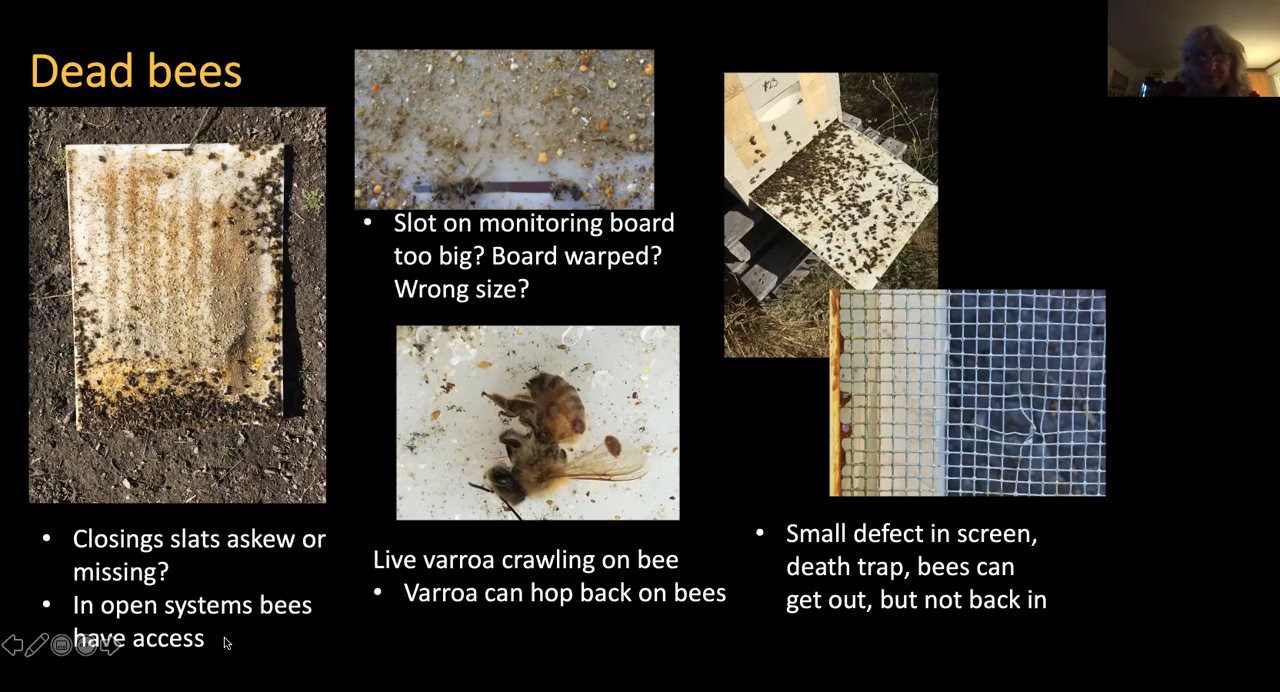 Dead bees
• Slot on monitoring board
too big? Board warped?
Wrong size?
• Closings slats askew or
missing?
• In open systems bees
have access
Live varroa crawling on bee
• Varroa can hop back on bees
• Small defect in screen,
death trap, bees can
get out, but not back in